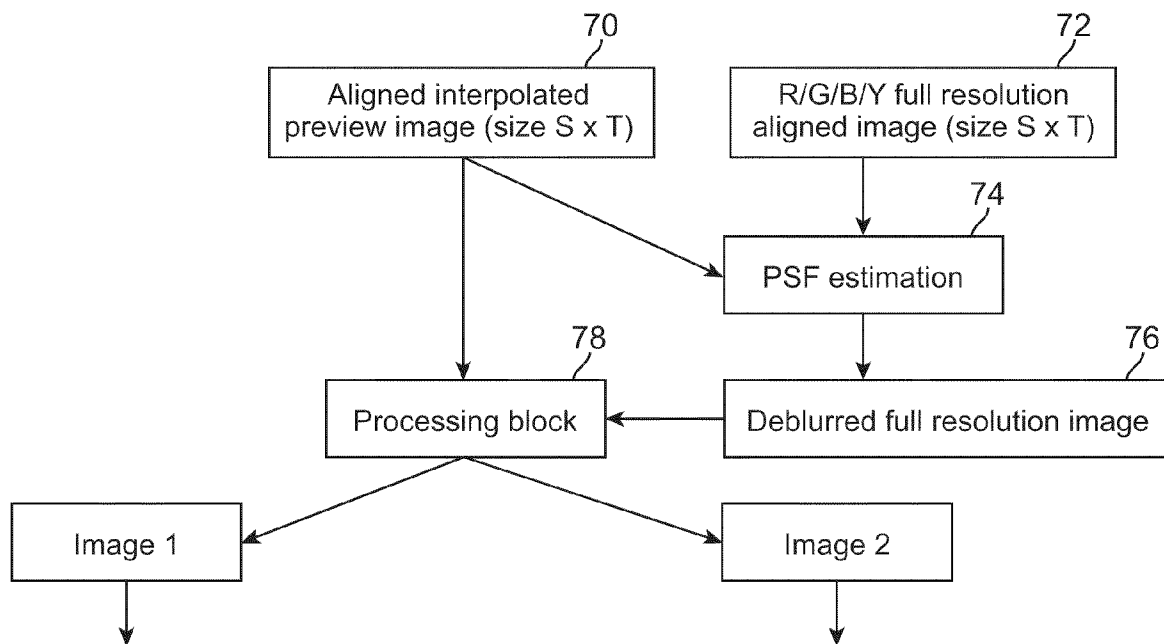 70
Aligned interpolated
preview image (size S x T)
72
R/G/B/Y full resolution
aligned image (size S x T)
74
PSF estimation
78
Processing block
76
Deblurred full resolution image
Image 1
Image 2